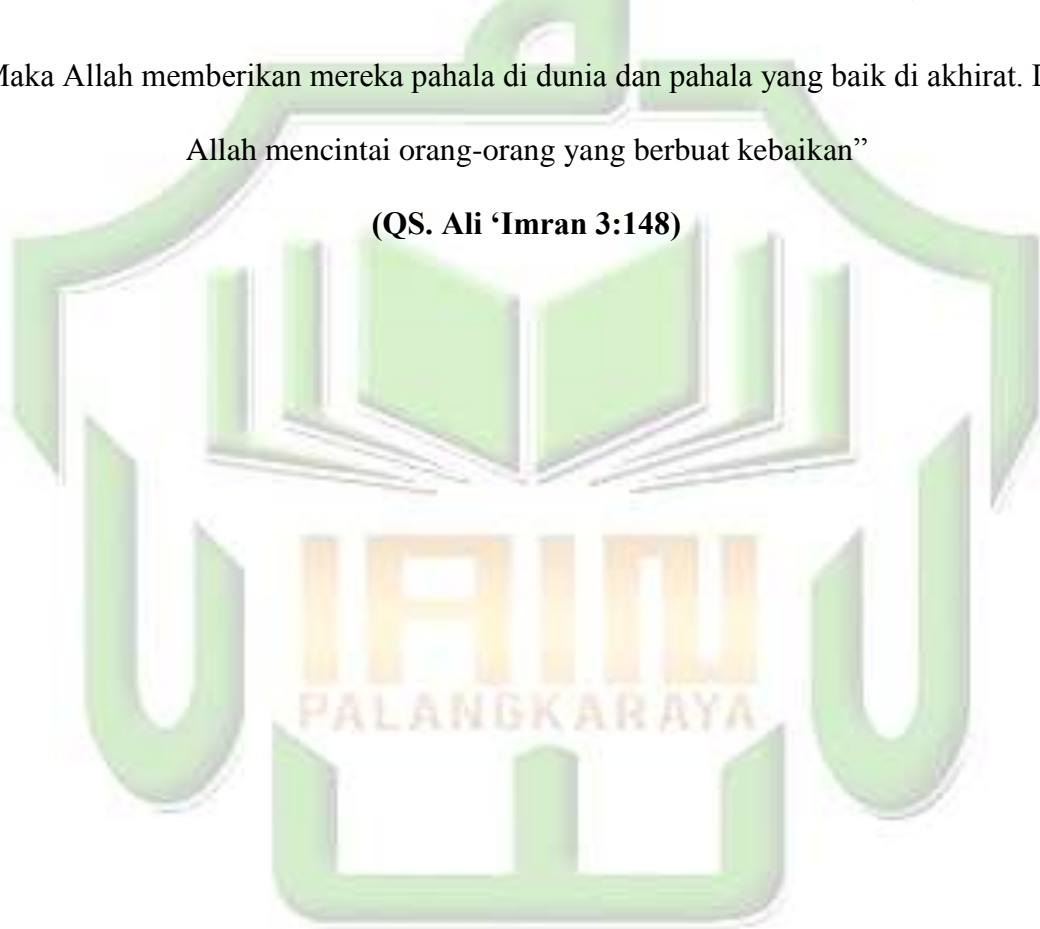 Maka Allah memberikan mereka pahala di dunia dan pahala yang baik di akhirat.
Allah mencintai orang-orang yang berbuat kebaikan”
(QS. Ali ‘Imran 3:148)
IAIN
PALANGKARAYA